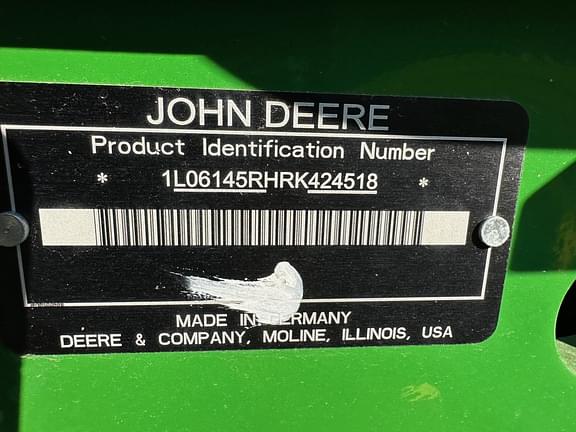 JOHN DEERE
Product Identification Number
* 1L06145RHRK424518 *
MADE IN GERMANY
DEERE & COMPANY, MOLINE, ILLINOIS, USA